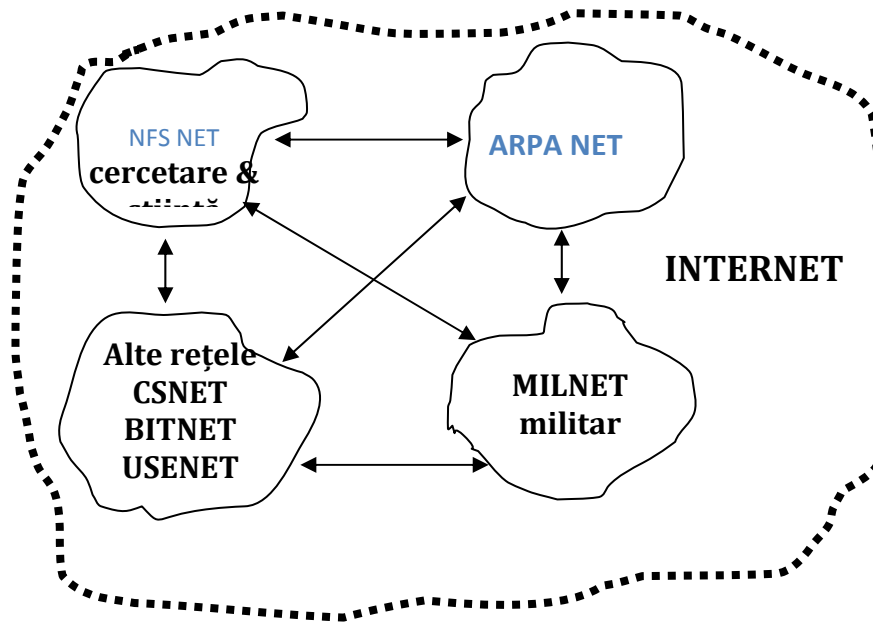 NFS NET
cercetare &
ARPA NET
INTERNET
Alte rețele
CSNET
BITNET
USENET
MILNET
militar